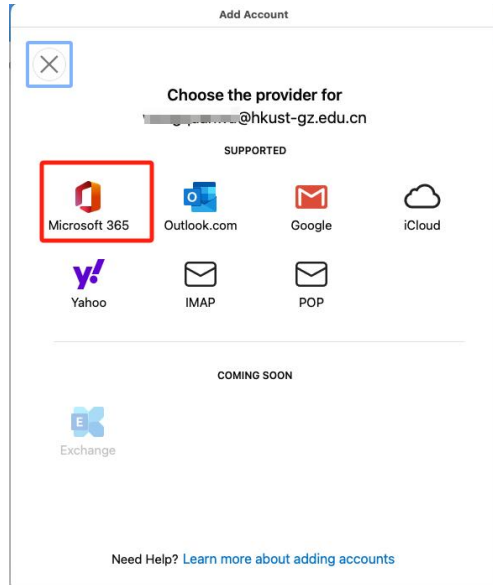 Add Account
Choose the provider for
@hkust-gz.edu.cn
SUPPORTED
Microsoft 365 Outlook.com Google iCloud
Yahoo IMAP POP
COMING SOON
Exchange
Need Help? Learn more about adding accounts